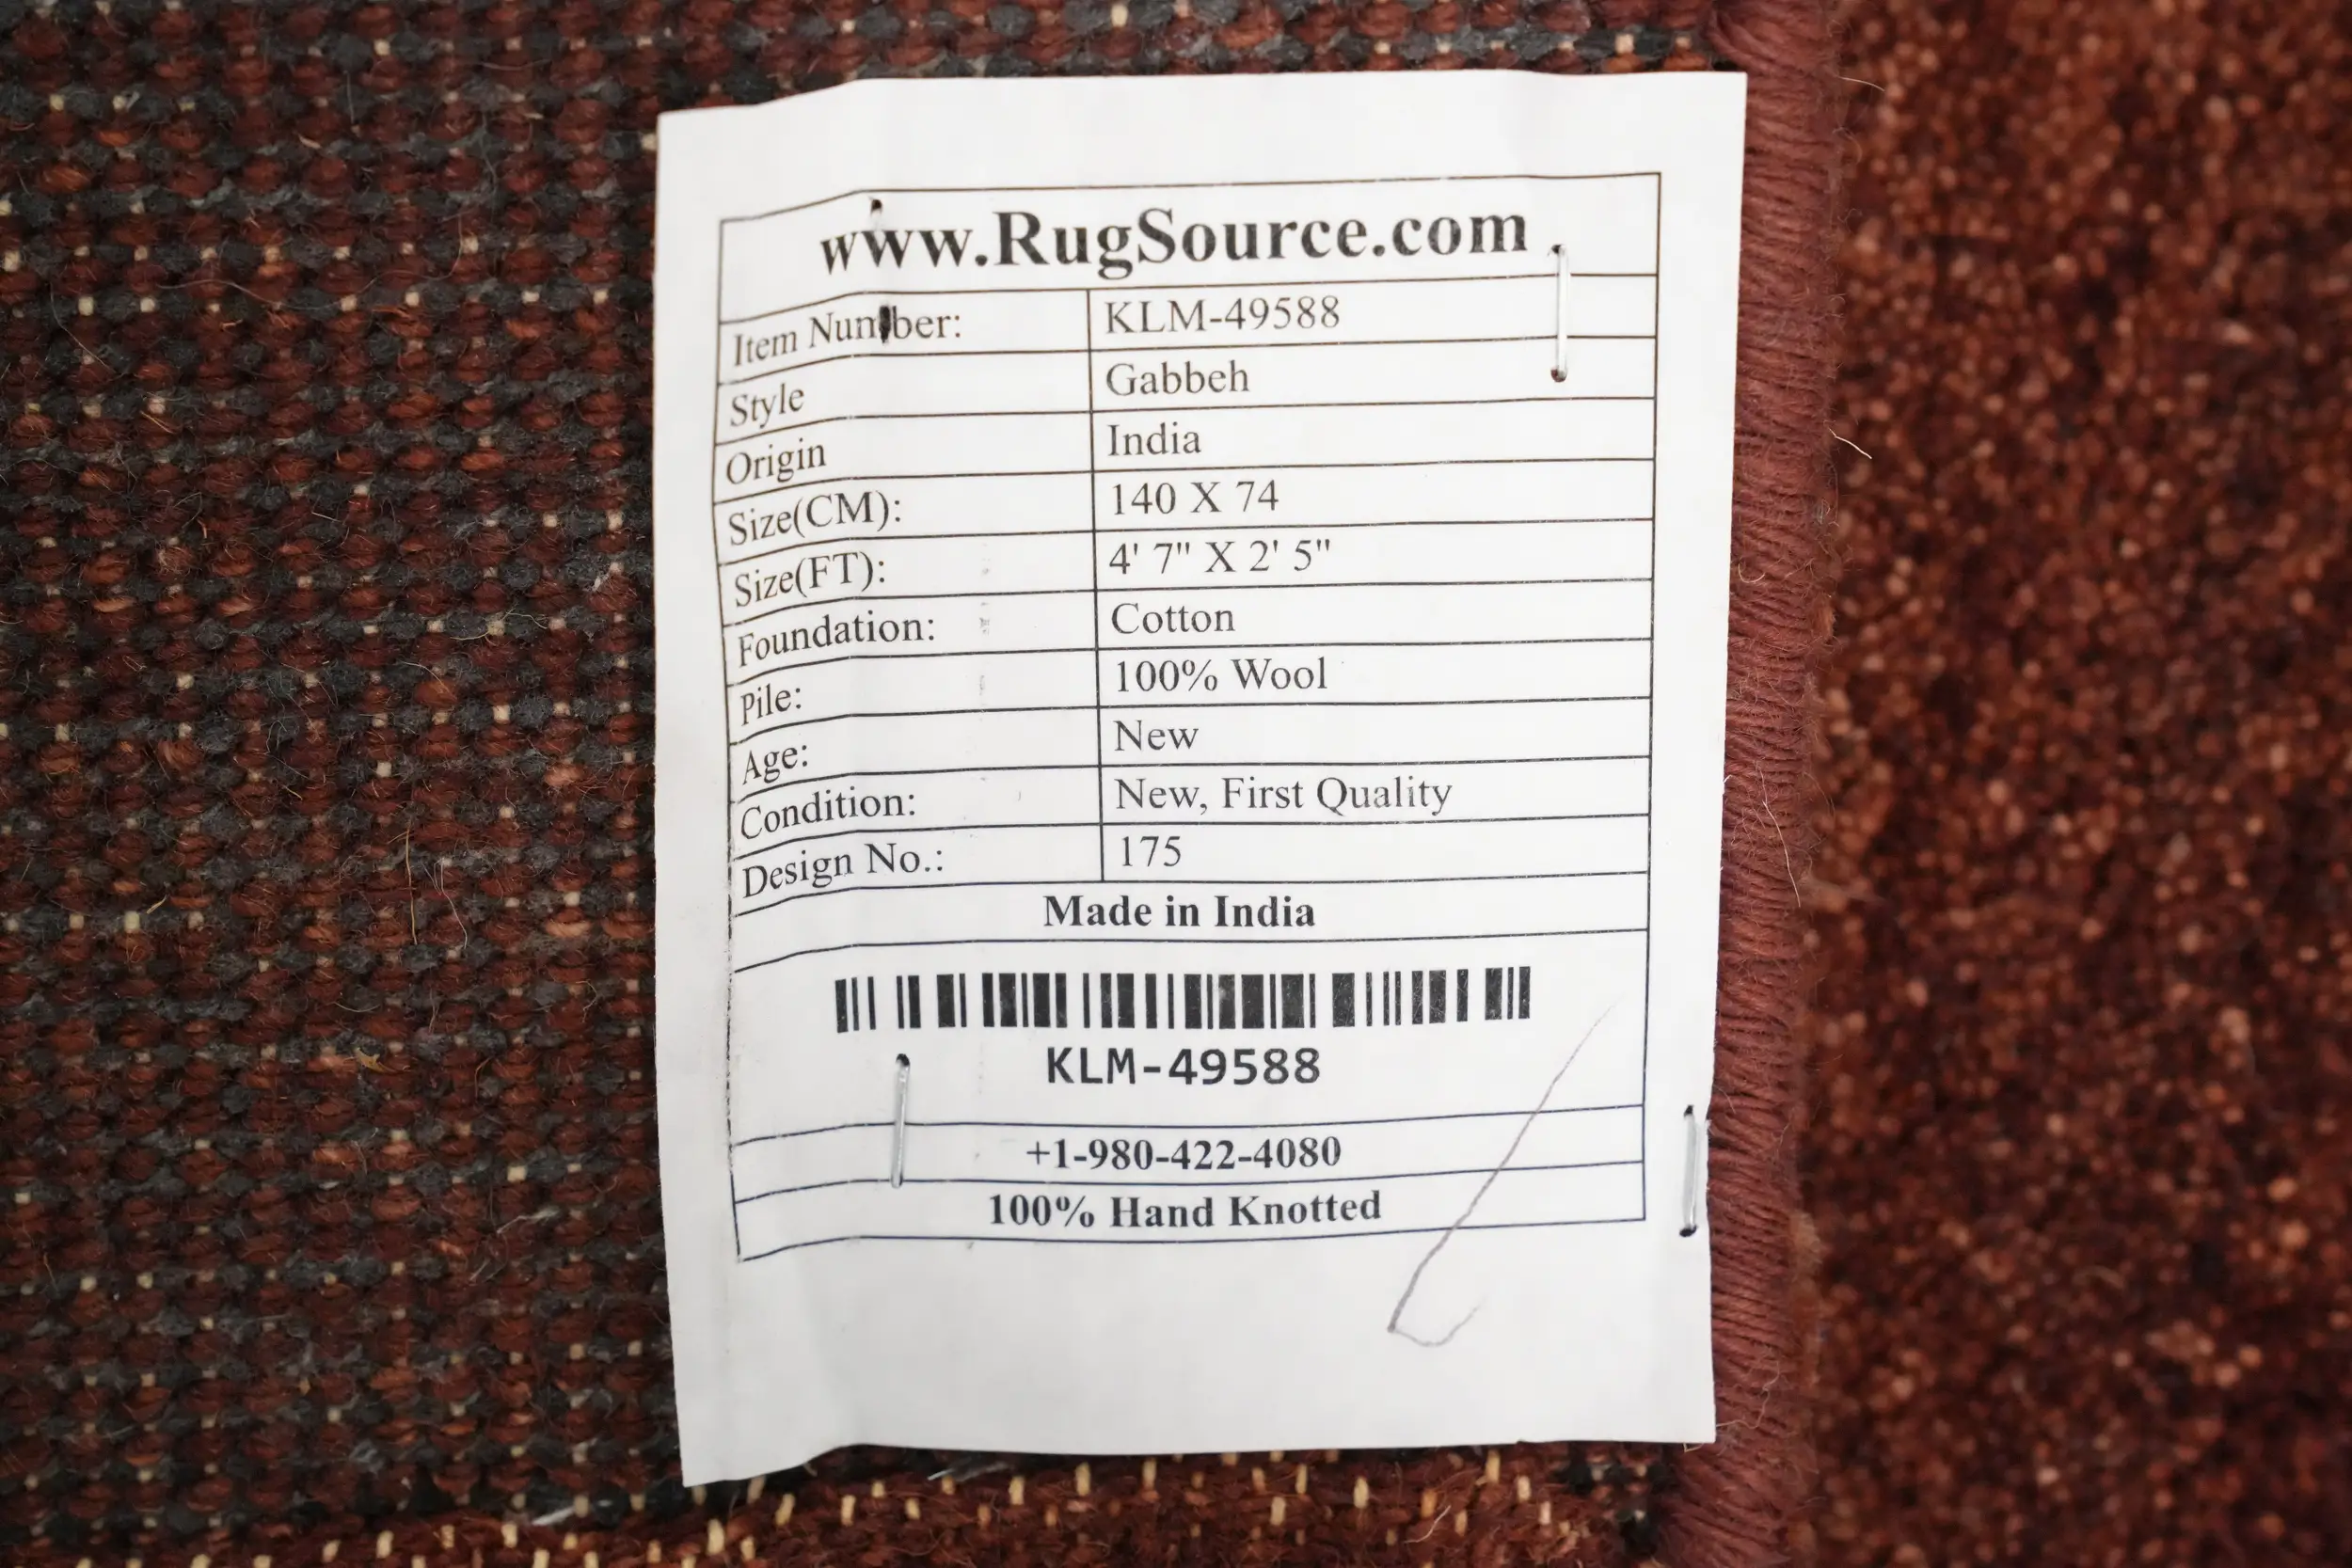 www.RugSource.com
Item Number: KLM-49588
Style Gabbeh
Origin India
Size(CM): 140 X 74
Size(FT): 4' 7" X 2' 5"
Foundation: Cotton
Pile: 100% Wool
Age: New
Condition: New, First Quality
Design No.: 175
Made in India
KLM-49588
+1-980-422-4080
100% Hand Knotted